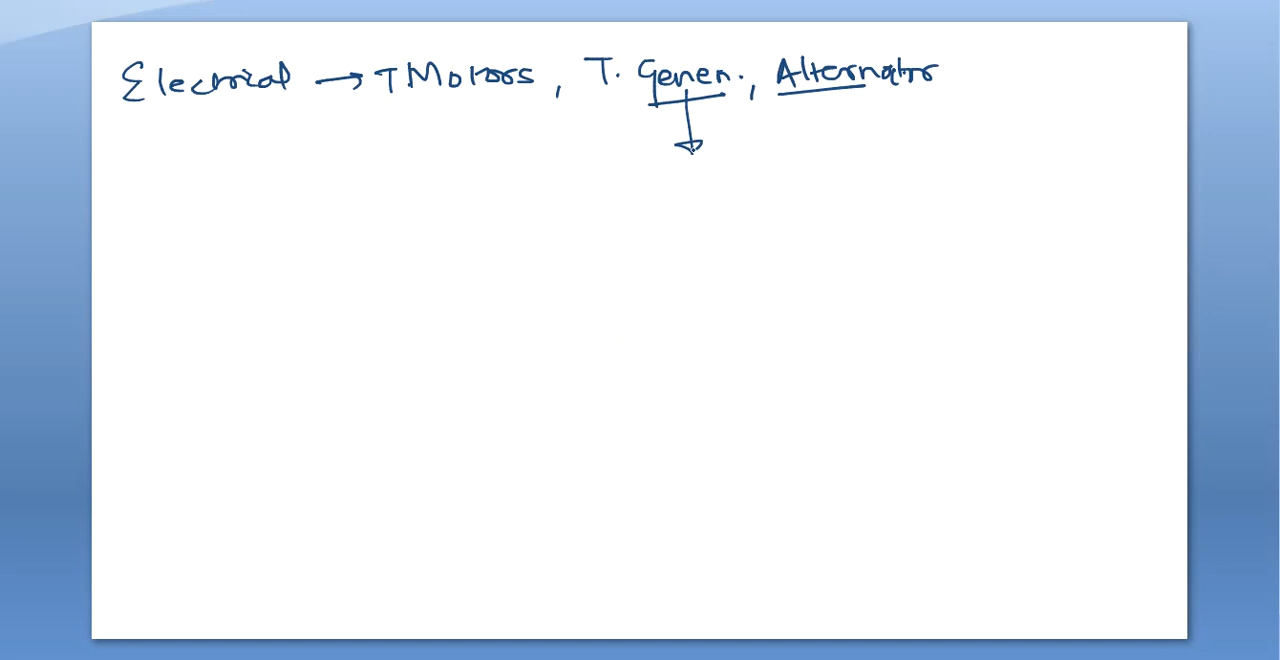 Electrical → T Motors, T. Gener., Alternator